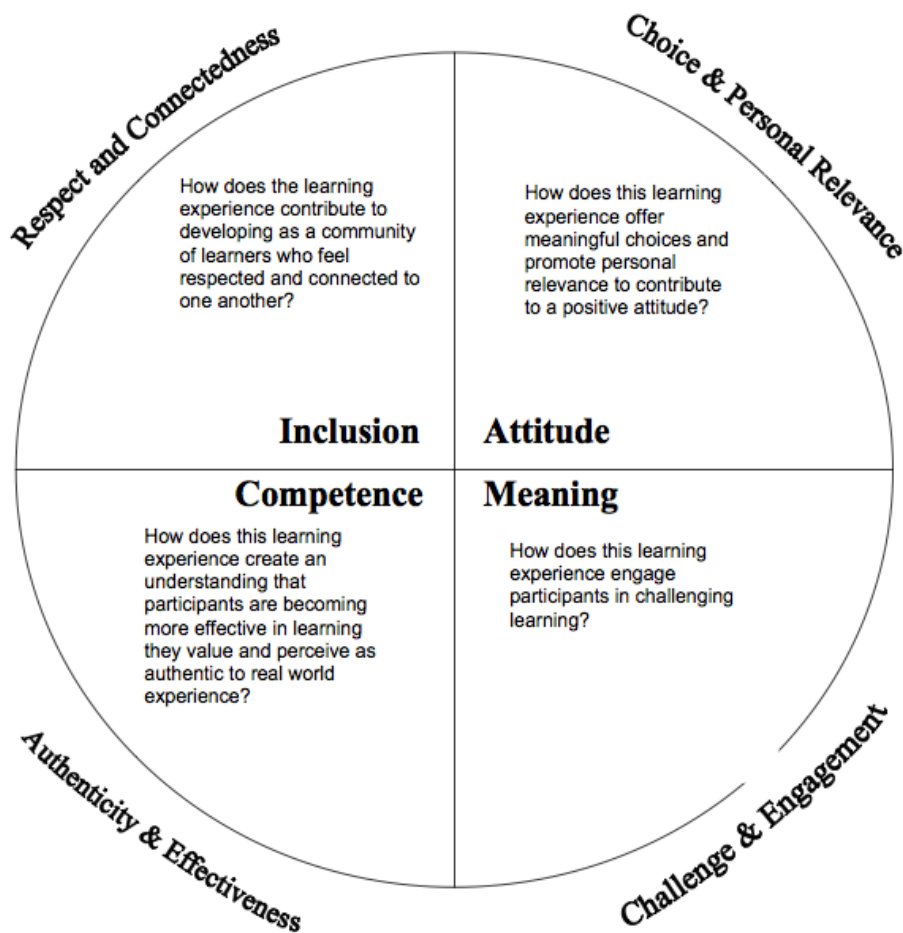 Respect and Connectedness
Choice & Personal Relevance
How does the learning
experience contribute to
developing as a community
of learners who feel
respected and connected to
one another?
Inclusion
How does this learning
experience offer
meaningful choices and
promote personal
relevance to contribute
to a positive attitude?
Attitude
Competence
How does this learning
experience create an
understanding that
participants are becoming
more effective in learning
they value and perceive as
authentic to real world
experience?
Meaning
How does this learning
experience engage
participants in challenging
learning?
Authenticity & Effectiveness
Challenge & Engagement